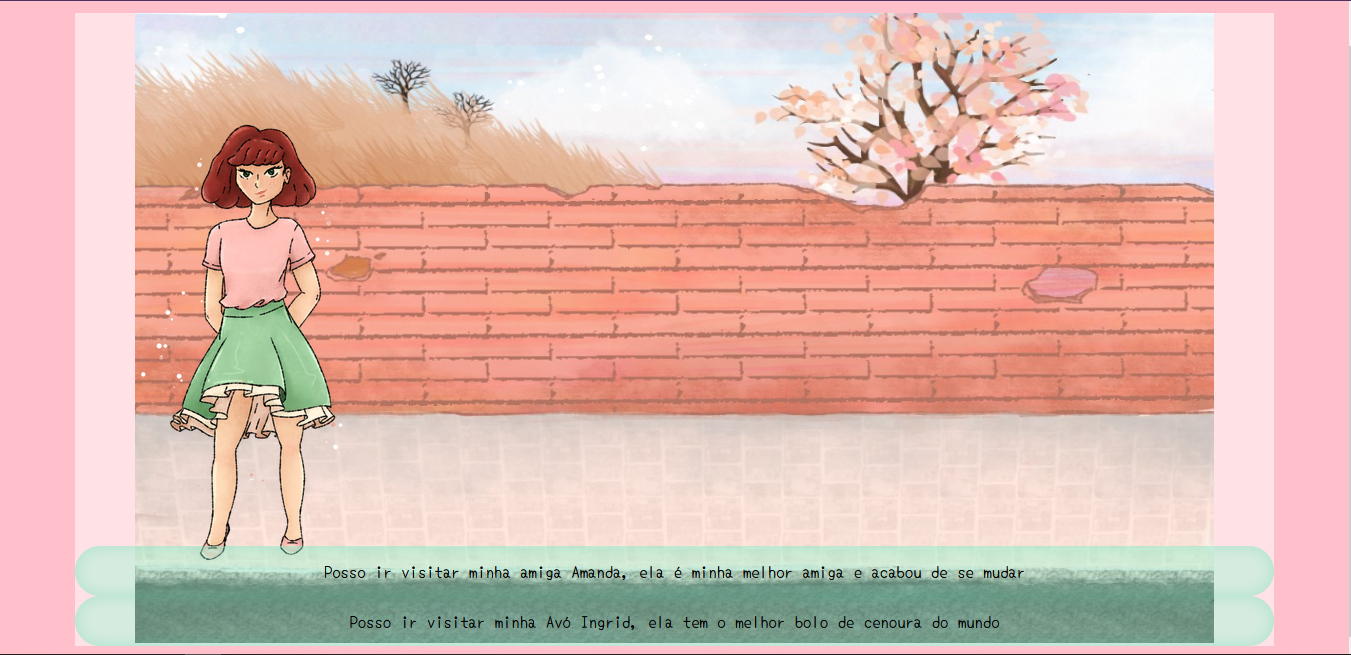 Posso ir visitar minha amiga Amanda, ela é minha melhor amiga e acabou de se mudar
Posso ir visitar minha Avó Ingrid, ela tem o melhor bolo de cenoura do mundo